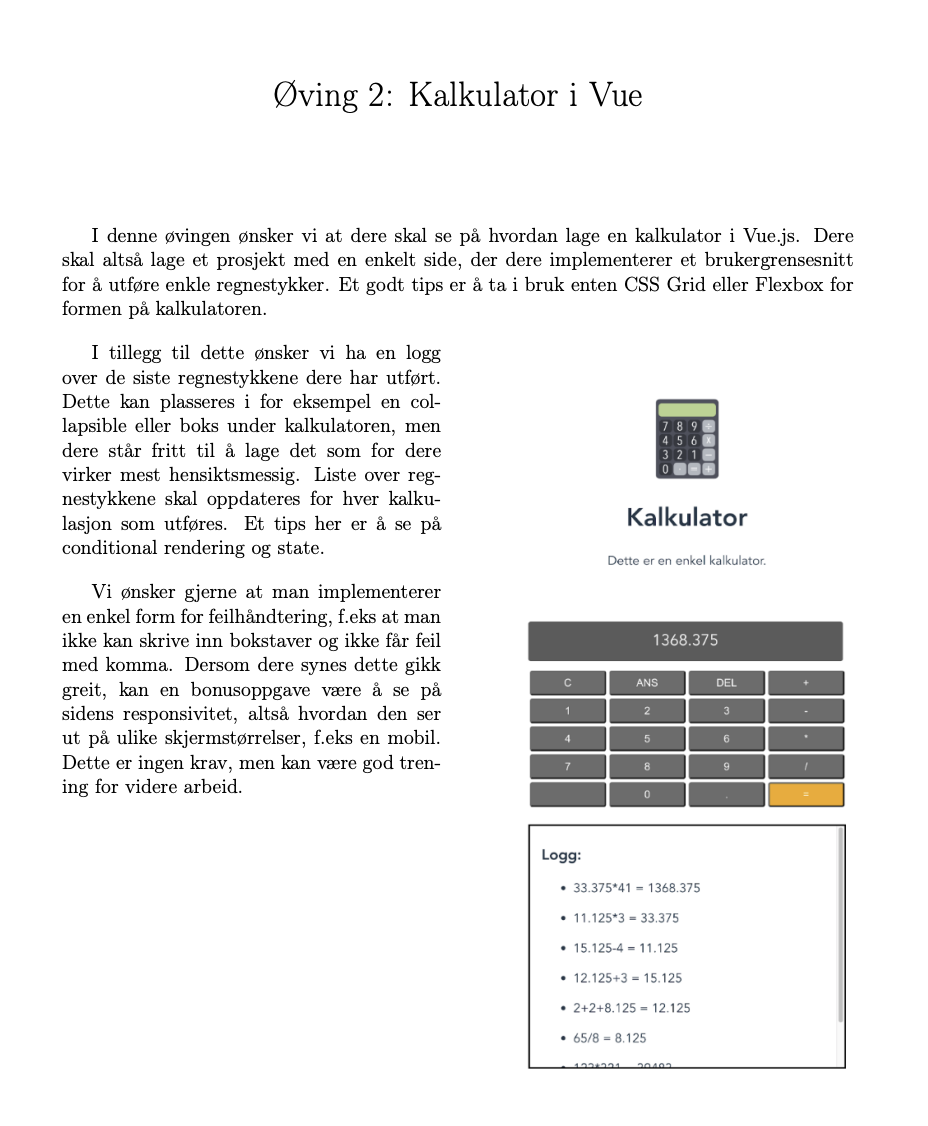 Øving 2: Kalkulator i Vue
I denne øvingen ønsker vi at dere skal se på hvordan lage en kalkulator i Vue.js. Dere
skal altså lage et prosjekt med en enkelt side, der dere implementerer et brukergrensesnitt
for å utføre enkle regnestykker. Et godt tips er å ta i bruk enten CSS Grid eller Flexbox for
formen på kalkulatoren.
I tillegg til dette ønsker vi ha en logg
over de siste regnestykkene dere har utført.
Dette kan plasseres i for eksempel en col-
lapsible eller boks under kalkulatoren, men
dere står fritt til å lage det som for dere
virker mest hensiktsmessig. Liste over reg-
nestykkene skal oppdateres for hver kalku-
lasjon som utføres. Et tips her er å se på
conditional rendering og state.
Vi ønsker gjerne at man implementerer
en enkel form for feilhåndtering, f.eks at man
ikke kan skrive inn bokstaver og ikke får feil
med komma. Dersom dere synes dette gikk
greit, kan en bonusoppgave være å se på
sidens responsivitet, altså hvordan den ser
ut på ulike skjermstørrelser, f.eks en mobil.
Dette er ingen krav, men kan være god tren-
ing for videre arbeid.
7 8 9 ÷
4 5 6 x
3 2 1 −
0 . = +
Kalkulator
Dette er en enkel kalkulator.
1368.375
C ANS DEL +
1 2 3 -
4 5 6 *
7 8 9 /
0 . =
Logg:
• 33.375*41 = 1368.375
• 11.125*3 = 33.375
• 15.125-4 = 11.125
• 12.125+3 = 15.125
• 2+2+8.125 = 12.125
• 65/8 = 8.125